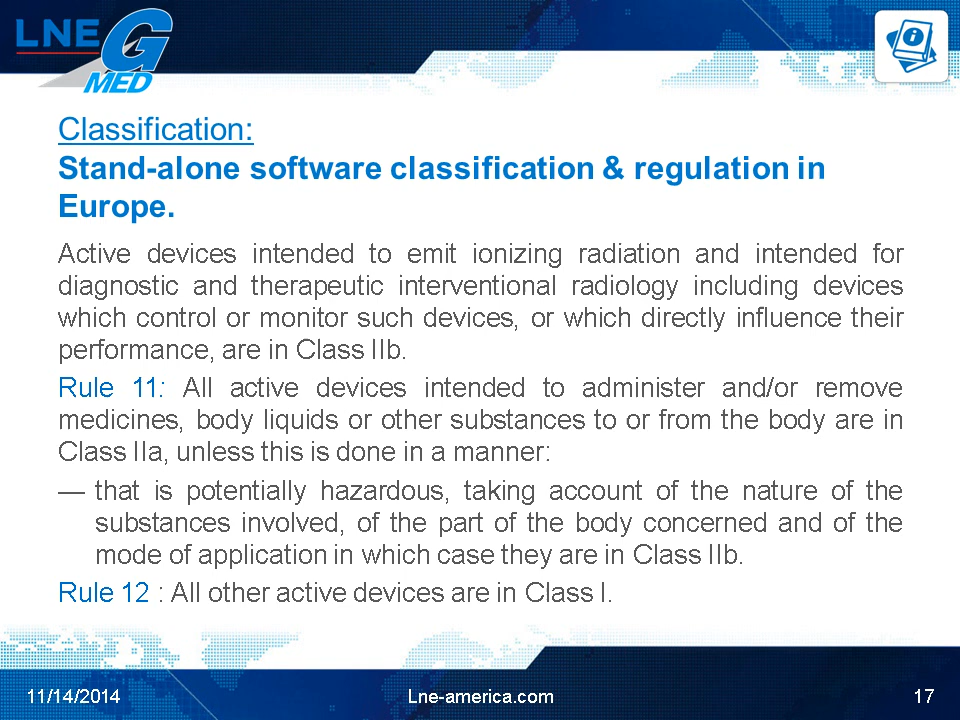 LNE G
MED
Classification:
Stand-alone software classification & regulation in
Europe.
Active devices intended to emit ionizing radiation and intended for
diagnostic and therapeutic interventional radiology including devices
which control or monitor such devices, or which directly influence their
performance, are in Class IIb.
Rule 11: All active devices intended to administer and/or remove
medicines, body liquids or other substances to or from the body are in
Class IIa, unless this is done in a manner:
— that is potentially hazardous, taking account of the nature of the
substances involved, of the part of the body concerned and of the
mode of application in which case they are in Class IIb.
Rule 12 : All other active devices are in Class I.
11/14/2014 Lne-america.com 17